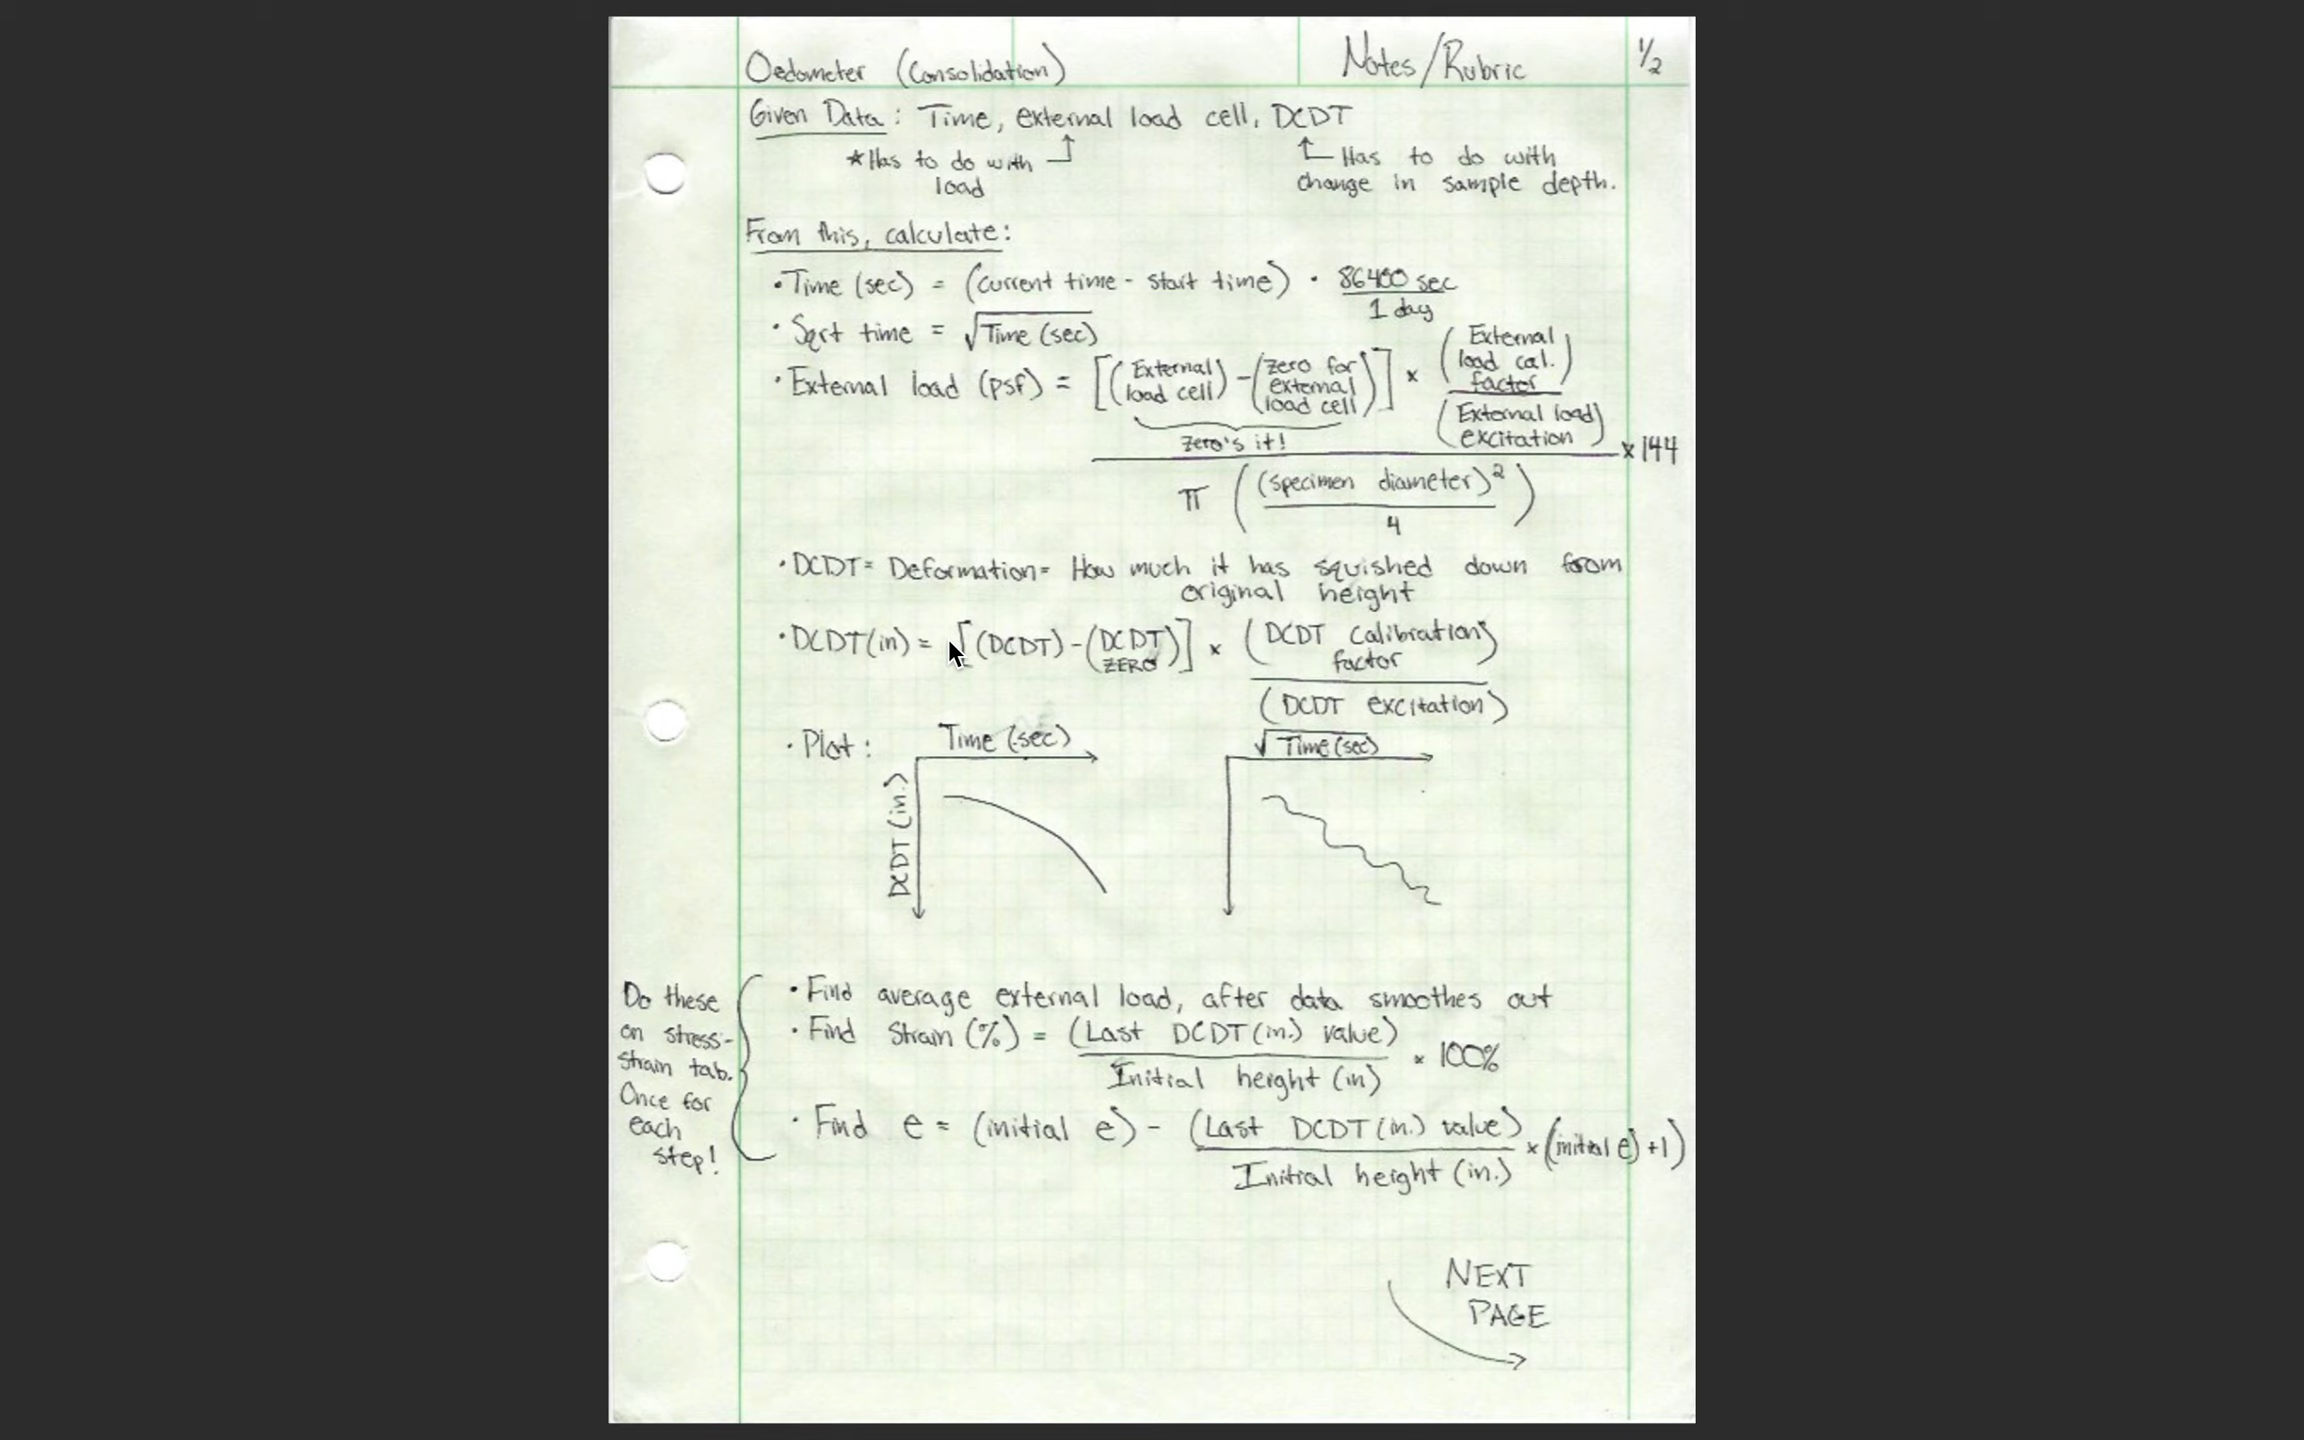 Oedometer (Consolidation) Notes/Rubric 1/2
Given Data: Time, external load cell, DCDT
*Has to do with load
Has to do with change in sample depth.
From this, calculate:
• Time (sec) = (current time - start time) • 86400 sec / 1 day
• Sqrt time = √Time (sec)
• External load (psf) = [(External load cell) - (zero for external load cell)] × (External load cal. factor) / (External load excitation)
zero's it!
× 144
π ((specimen diameter)² / 4)
• DCDT = Deformation = How much it has squished down from
original height
• DCDT (in) = [(DCDT) - (DCDT ZERO)] × (DCDT calibration factor) / (DCDT excitation)
• Plot: Time (sec) √Time (sec)
DCDT (in.)
Do these on stress-strain tab. Once for each step!
• Find average external load, after data smoothes out
• Find Strain (%) = (Last DCDT (in.) value) / Initial height (in) × 100%
• Find e = (initial e) - (Last DCDT (in.) value) / Initial height (in.) × (initial e) + 1)
NEXT
PAGE